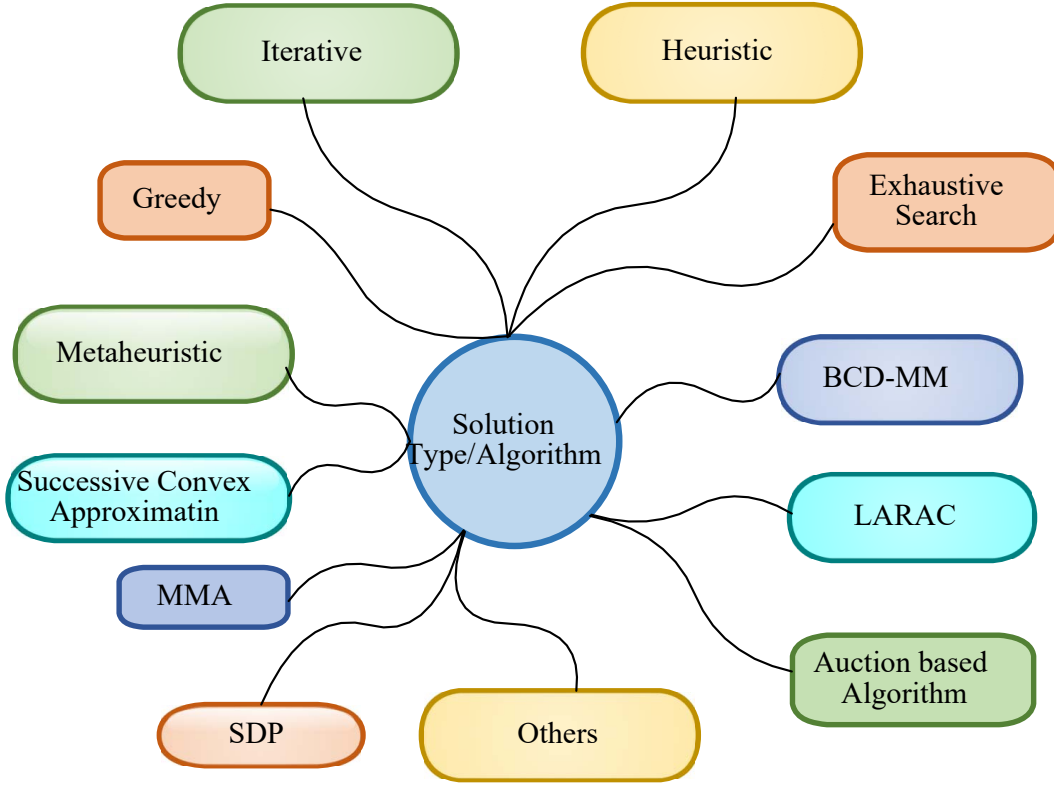 Iterative
Heuristic
Greedy
Exhaustive
Search
Metaheuristic
BCD-MM
Solution
Type/Algorithm
Successive Convex
Approximatin
LARAC
MMA
Auction based
Algorithm
SDP
Others